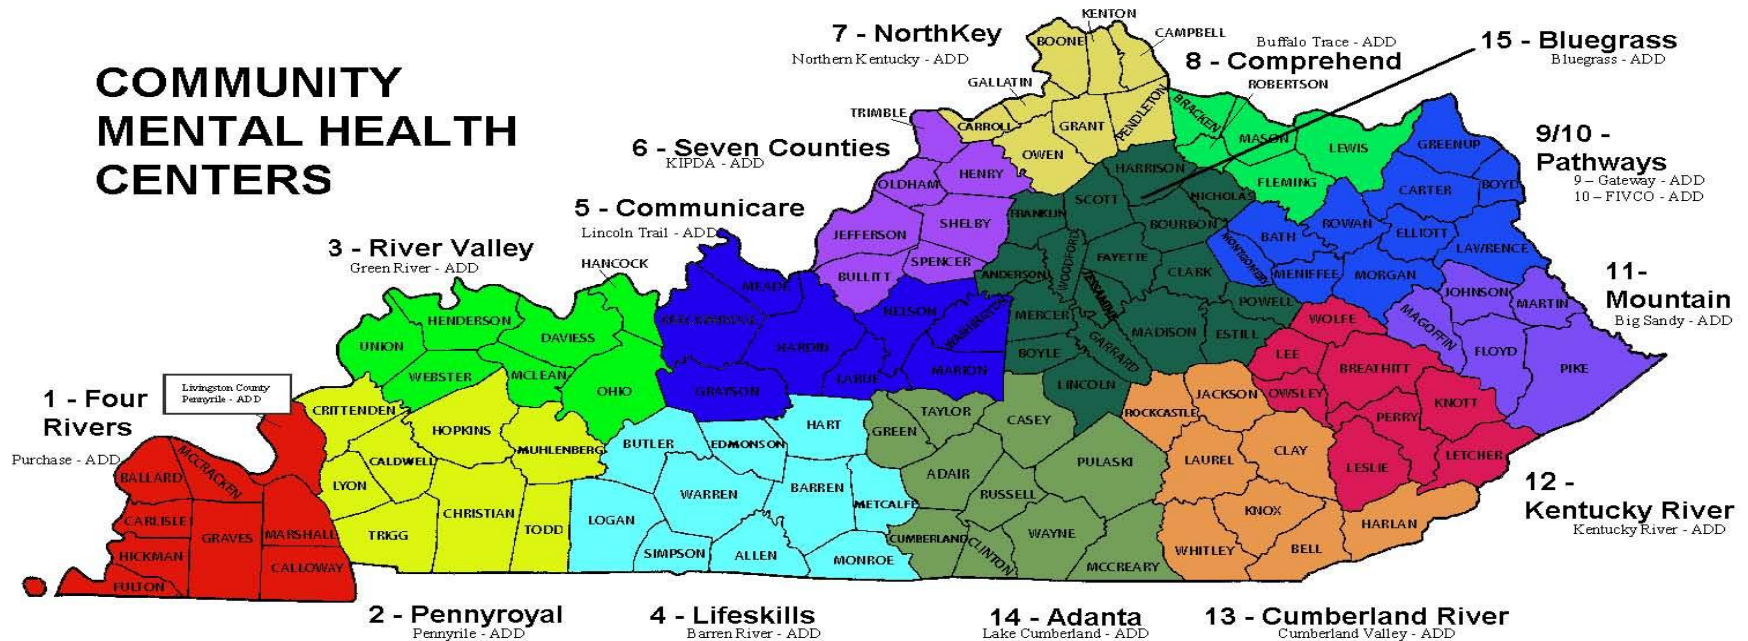 COMMUNITY
MENTAL HEALTH
CENTERS
7 - NorthKey
Northern Kentucky - ADD
KENTON
BOONE
CAMPBELL
Buffalo Trace - ADD
8 - Comprehend
15 - Bluegrass
Bluegrass - ADD
GALLATIN
ROBERTSON
TRIMBLE
CARROLL
GRANT
PENDLETON
OWEN
BRACKEN
MASON
LEWIS
FLEMING
GREENUP
9/10 -
Pathways
9 – Gateway - ADD
10 – FIVCO - ADD
6 - Seven Counties
KIPDA - ADD
HENRY
OLDHAM
SHELBY
JEFFERSON
SPENCER
BULLITT
HARRISON
NICHOLAS
SCOTT
FRANKLIN
BOURBON
WOODFORD
FAYETTE
ANDERSON
CLARK
JESSAMINE
POWELL
MERCER
MADISON
ESTILL
GARRARD
BOYLE
LINCOLN
CARTER
BOYD
ROWAN
ELLIOTT
BATH
LAWRENCE
MONTGOMERY
MENIFFEE
MORGAN
5 - Communicare
Lincoln Trail - ADD
MEADE
NELSON
WASHINGTON
HARDIN
LARUE
MARION
GRAYSON
3 - River Valley
Green River - ADD
HANCOCK
HENDERSON
DAVIESS
UNION
WEBSTER
MCLEAN
OHIO
11-
Mountain
Big Sandy - ADD
JOHNSON
MARTIN
MAGOFFIN
FLOYD
PIKE
WOLFE
LEE
BREATHITT
OWSLEY
PERRY
KNOTT
LESLIE
LETCHER
12 -
Kentucky River
Kentucky River - ADD
Livingston County
Pennyrile - ADD
1 - Four
Rivers
Purchase - ADD
BALLARD
MCCRACKEN
CARLISLE
GRAVES
MARSHALL
HICKMAN
CALLOWAY
FULTON
CRITTENDEN
HOPKINS
MUHLENBERG
CALDWELL
LYON
CHRISTIAN
TRIGG
TODD
2 - Pennyroyal
Pennyrile - ADD
BUTLER
EDMONSON
HART
WARREN
BARREN
METCALFE
LOGAN
SIMPSON
ALLEN
MONROE
4 - Lifeskills
Barren River - ADD
TAYLOR
CASEY
GREEN
PULASKI
ADAIR
RUSSELL
WAYNE
CUMBERLAND
CLINTON
MCCREARY
14 - Adanta
Lake Cumberland - ADD
JACKSON
ROCKCASTLE
LAUREL
CLAY
KNOX
HARLAN
WHITLEY
BELL
13 - Cumberland River
Cumberland Valley - ADD